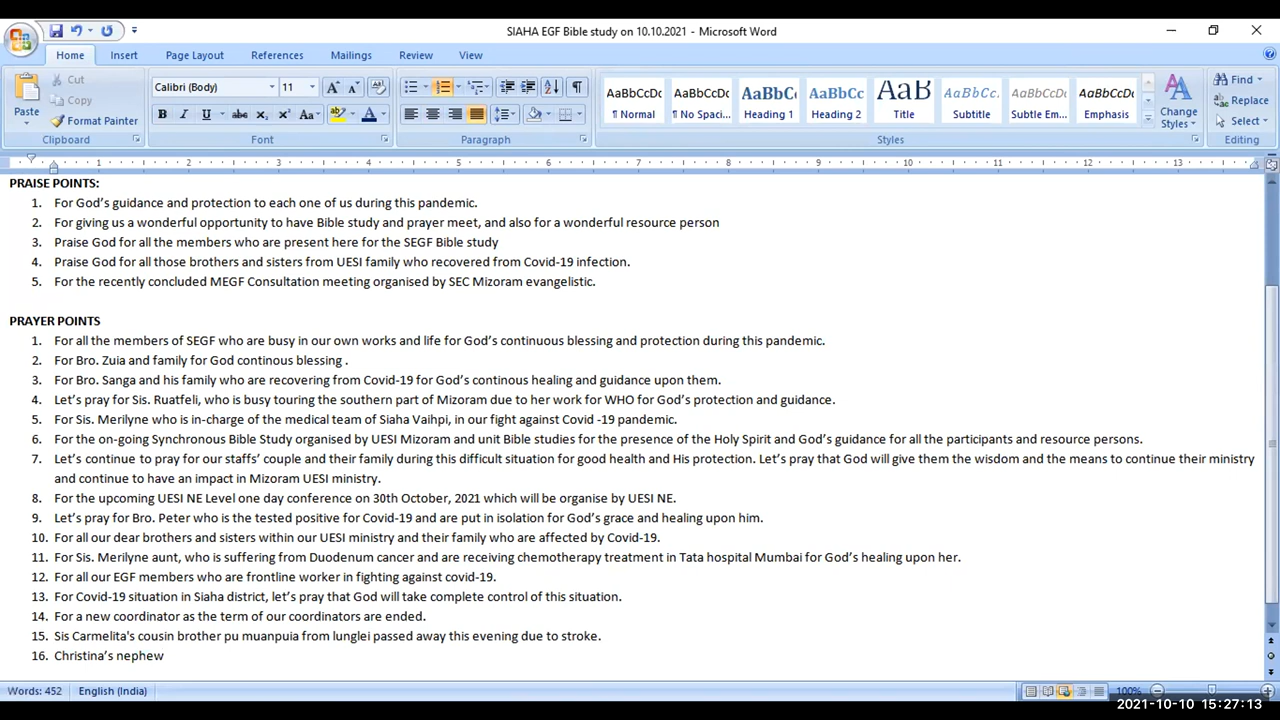 SIAHA EGF Bible study on 10.10.2021 - Microsoft Word
Home Insert Page Layout References Mailings Review View
Paste
Cut
Copy
Format Painter
Clipboard
Calibri (Body) 11
Font
Paragraph
AaBbCcDc AaBbCcDc AaBbCc AaBbCc AaB AaBbCc. AaBbCcDc AaBbCcDc
¶ Normal ¶ No Spaci... Heading 1 Heading 2 Title Subtitle Subtle Em... Emphasis
Change Styles
Styles
Find
Replace
Select
Editing
1 2 3 4 5 6 7 8 9 10 11 12 13
PRAISE POINTS:
1. For God’s guidance and protection to each one of us during this pandemic.
2. For giving us a wonderful opportunity to have Bible study and prayer meet, and also for a wonderful resource person
3. Praise God for all the members who are present here for the SEGF Bible study
4. Praise God for all those brothers and sisters from UESI family who recovered from Covid-19 infection.
5. For the recently concluded MEGF Consultation meeting organised by SEC Mizoram evangelistic.
PRAYER POINTS
1. For all the members of SEGF who are busy in our own works and life for God’s continuous blessing and protection during this pandemic.
2. For Bro. Zuia and family for God continous blessing .
3. For Bro. Sanga and his family who are recovering from Covid-19 for God’s continous healing and guidance upon them.
4. Let’s pray for Sis. Ruatfeli, who is busy touring the southern part of Mizoram due to her work for WHO for God’s protection and guidance.
5. For Sis. Merilyne who is in-charge of the medical team of Siaha Vaihpi, in our fight against Covid -19 pandemic.
6. For the on-going Synchronous Bible Study organised by UESI Mizoram and unit Bible studies for the presence of the Holy Spirit and God’s guidance for all the participants and resource persons.
7. Let’s continue to pray for our staffs’ couple and their family during this difficult situation for good health and His protection. Let’s pray that God will give them the wisdom and the means to continue their ministry
and continue to have an impact in Mizoram UESI ministry.
8. For the upcoming UESI NE Level one day conference on 30th October, 2021 which will be organise by UESI NE.
9. Let’s pray for Bro. Peter who is the tested positive for Covid-19 and are put in isolation for God’s grace and healing upon him.
10. For all our dear brothers and sisters within our UESI ministry and their family who are affected by Covid-19.
11. For Sis. Merilyne aunt, who is suffering from Duodenum cancer and are receiving chemotherapy treatment in Tata hospital Mumbai for God’s healing upon her.
12. For all our EGF members who are frontline worker in fighting against covid-19.
13. For Covid-19 situation in Siaha district, let’s pray that God will take complete control of this situation.
14. For a new coordinator as the term of our coordinators are ended.
15. Sis Carmelita's cousin brother pu muanpuia from lunglei passed away this evening due to stroke.
16. Christina’s nephew
Words: 452 English (India) 100%
2021-10-10 15:27:13